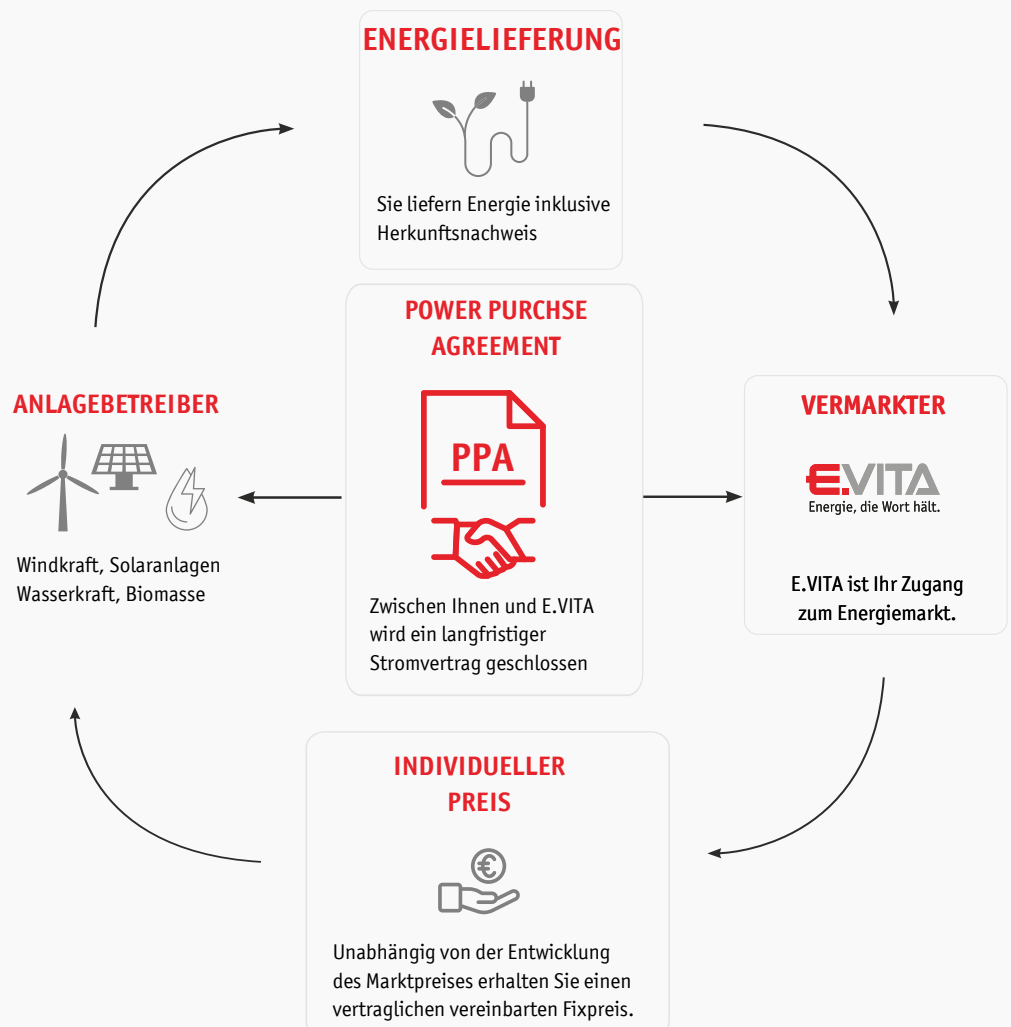 ENERGIELIEFERUNG
Sie liefern Energie inklusive
Herkunftsnachweis
POWER PURCHSE
AGREEMENT
PPA
Zwischen Ihnen und E.VITA
wird ein langfristiger
Stromvertrag geschlossen
ANLAGEBETREIBER
Windkraft, Solaranlagen
Wasserkraft, Biomasse
VERMARKTER
E.VITA
Energie, die Wort hält.
E.VITA ist Ihr Zugang
zum Energiemarkt.
INDIVIDUELLER
PREIS
€
Unabhängig von der Entwicklung
des Marktpreises erhalten Sie einen
vertraglichen vereinbarten Fixpreis.